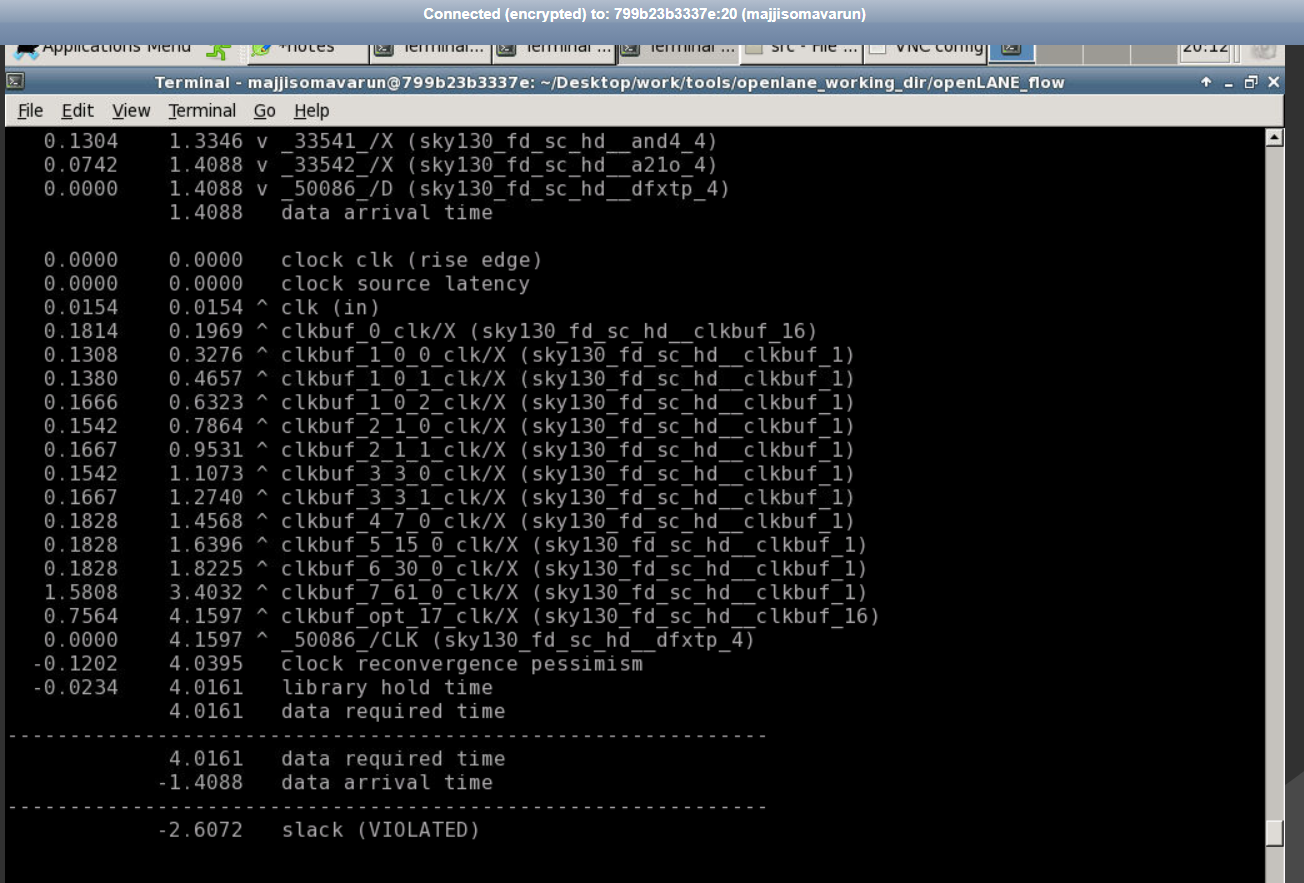 Connected (encrypted) to: 799b23b3337e:20 (majjisomavarun)
Applications Menu *notes Terminal... Terminal ... Terminal ... src - File ... VNC config 20:12
Terminal - majjisomavarun@799b23b3337e: ~/Desktop/work/tools/openlane_working_dir/openLANE_flow
File Edit View Terminal Go Help
0.1304 1.3346 v _33541_/X (sky130_fd_sc_hd__and4_4)
0.0742 1.4088 v _33542_/X (sky130_fd_sc_hd__a21o_4)
0.0000 1.4088 v _50086_/D (sky130_fd_sc_hd__dfxtp_4)
1.4088 data arrival time
0.0000 0.0000 clock clk (rise edge)
0.0000 0.0000 clock source latency
0.0154 0.0154 ^ clk (in)
0.1814 0.1969 ^ clkbuf_0_clk/X (sky130_fd_sc_hd__clkbuf_16)
0.1308 0.3276 ^ clkbuf_1_0_0_clk/X (sky130_fd_sc_hd__clkbuf_1)
0.1380 0.4657 ^ clkbuf_1_0_1_clk/X (sky130_fd_sc_hd__clkbuf_1)
0.1666 0.6323 ^ clkbuf_1_0_2_clk/X (sky130_fd_sc_hd__clkbuf_1)
0.1542 0.7864 ^ clkbuf_2_1_0_clk/X (sky130_fd_sc_hd__clkbuf_1)
0.1667 0.9531 ^ clkbuf_2_1_1_clk/X (sky130_fd_sc_hd__clkbuf_1)
0.1542 1.1073 ^ clkbuf_3_3_0_clk/X (sky130_fd_sc_hd__clkbuf_1)
0.1667 1.2740 ^ clkbuf_3_3_1_clk/X (sky130_fd_sc_hd__clkbuf_1)
0.1828 1.4568 ^ clkbuf_4_7_0_clk/X (sky130_fd_sc_hd__clkbuf_1)
0.1828 1.6396 ^ clkbuf_5_15_0_clk/X (sky130_fd_sc_hd__clkbuf_1)
0.1828 1.8225 ^ clkbuf_6_30_0_clk/X (sky130_fd_sc_hd__clkbuf_1)
1.5808 3.4032 ^ clkbuf_7_61_0_clk/X (sky130_fd_sc_hd__clkbuf_1)
0.7564 4.1597 ^ clkbuf_opt_17_clk/X (sky130_fd_sc_hd__clkbuf_16)
0.0000 4.1597 ^ _50086_/CLK (sky130_fd_sc_hd__dfxtp_4)
-0.1202 4.0395 clock reconvergence pessimism
-0.0234 4.0161 library hold time
4.0161 data required time
-------------------------------------------------------------
4.0161 data required time
-1.4088 data arrival time
-------------------------------------------------------------
-2.6072 slack (VIOLATED)